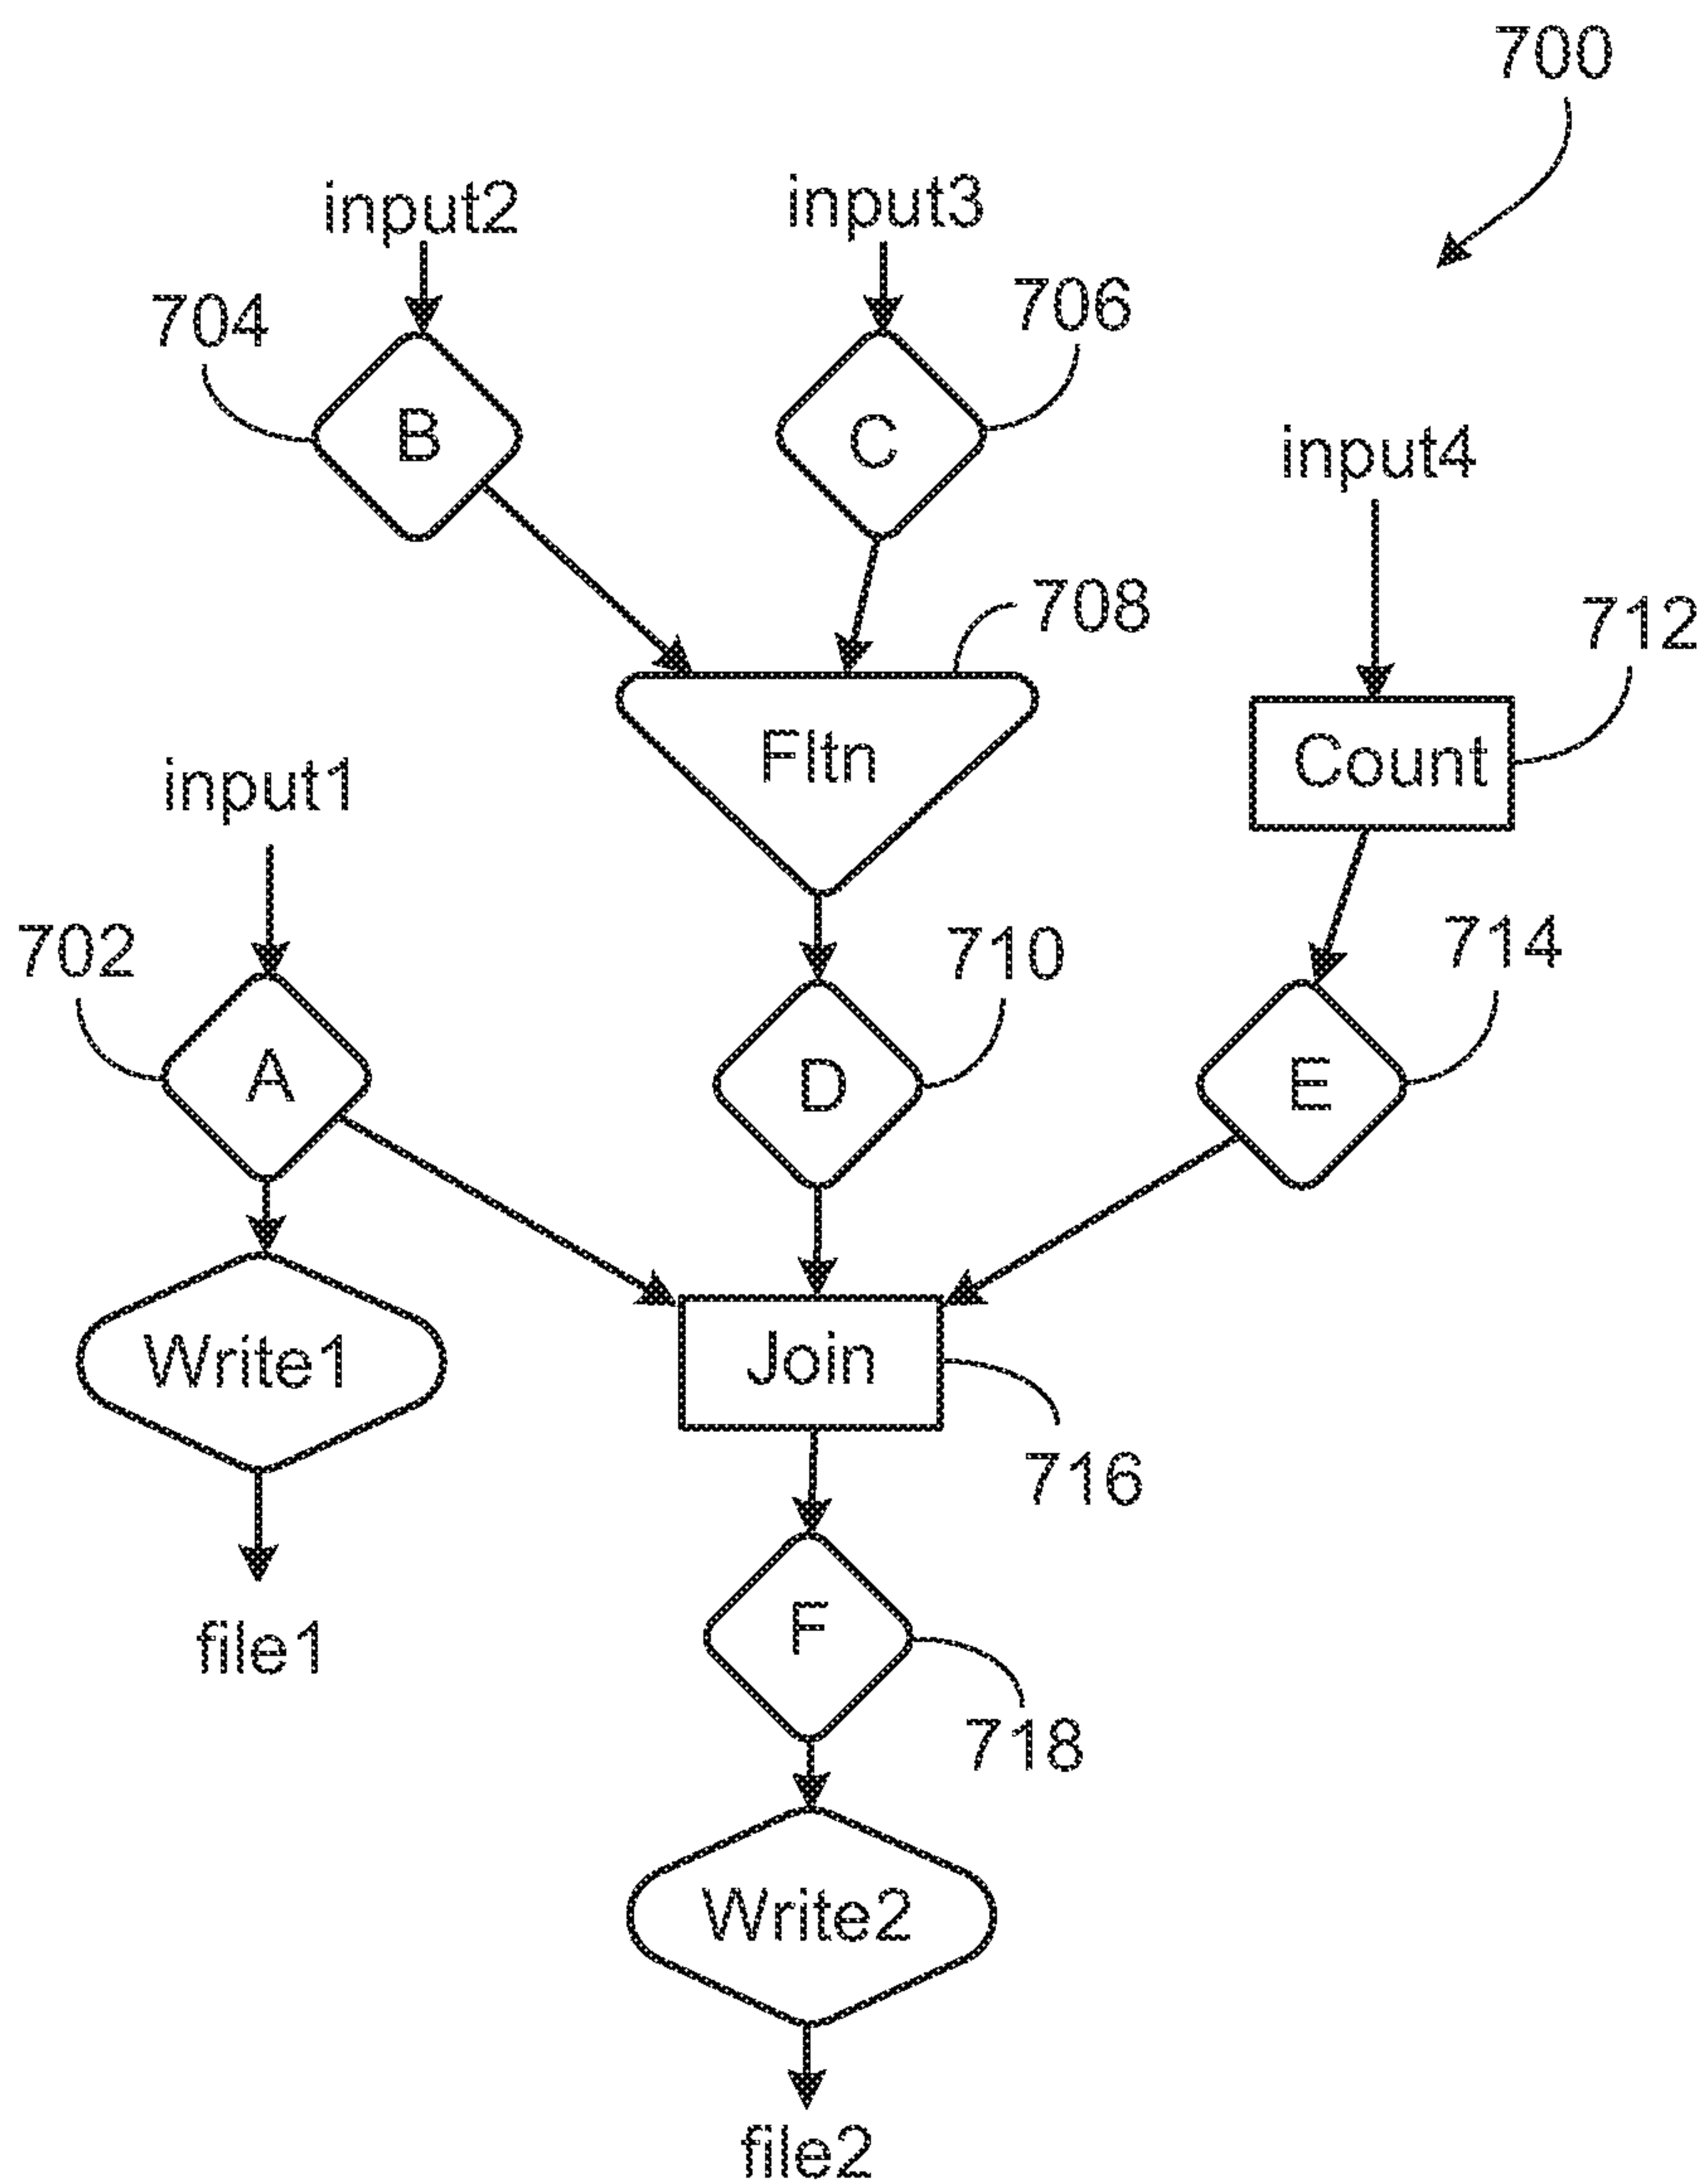 700
input2
input3
704
706
B
C
input4
708
712
Fltn
Count
input1
702
710
714
A
D
E
Write1
Join
716
file1
F
718
Write2
file2